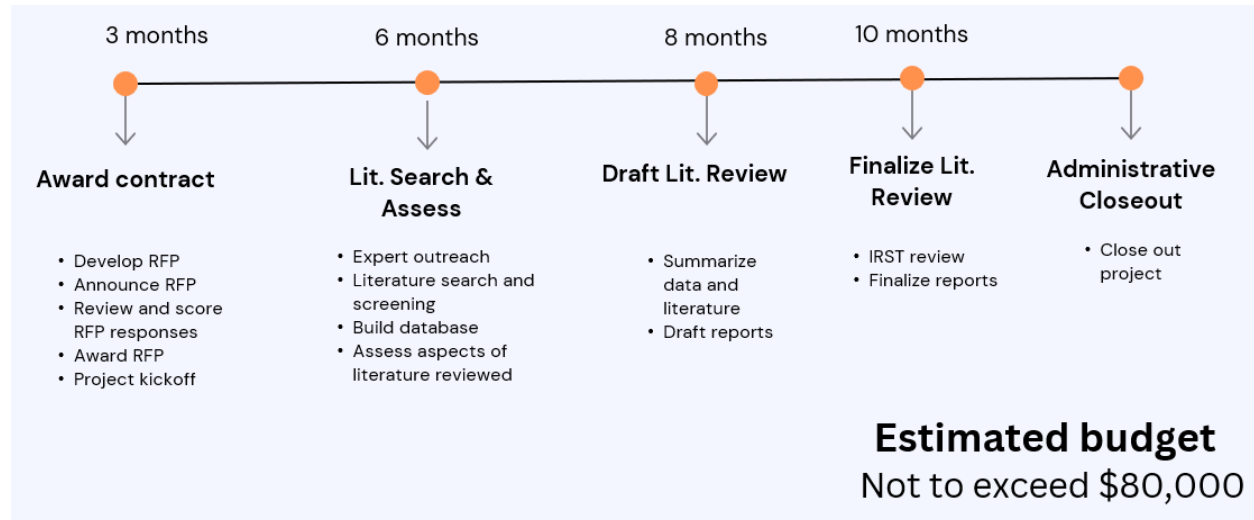 3 months
6 months
8 months
10 months
Award contract
• Develop RFP
• Announce RFP
• Review and score
RFP responses
• Award RFP
• Project kickoff
Lit. Search &
Assess
• Expert outreach
• Literature search and
screening
• Build database
• Assess aspects of
literature reviewed
Draft Lit. Review
• Summarize
data and
literature
• Draft reports
Finalize Lit.
Review
• IRST review
• Finalize reports
Administrative
Closeout
• Close out
project
Estimated budget
Not to exceed $80,000